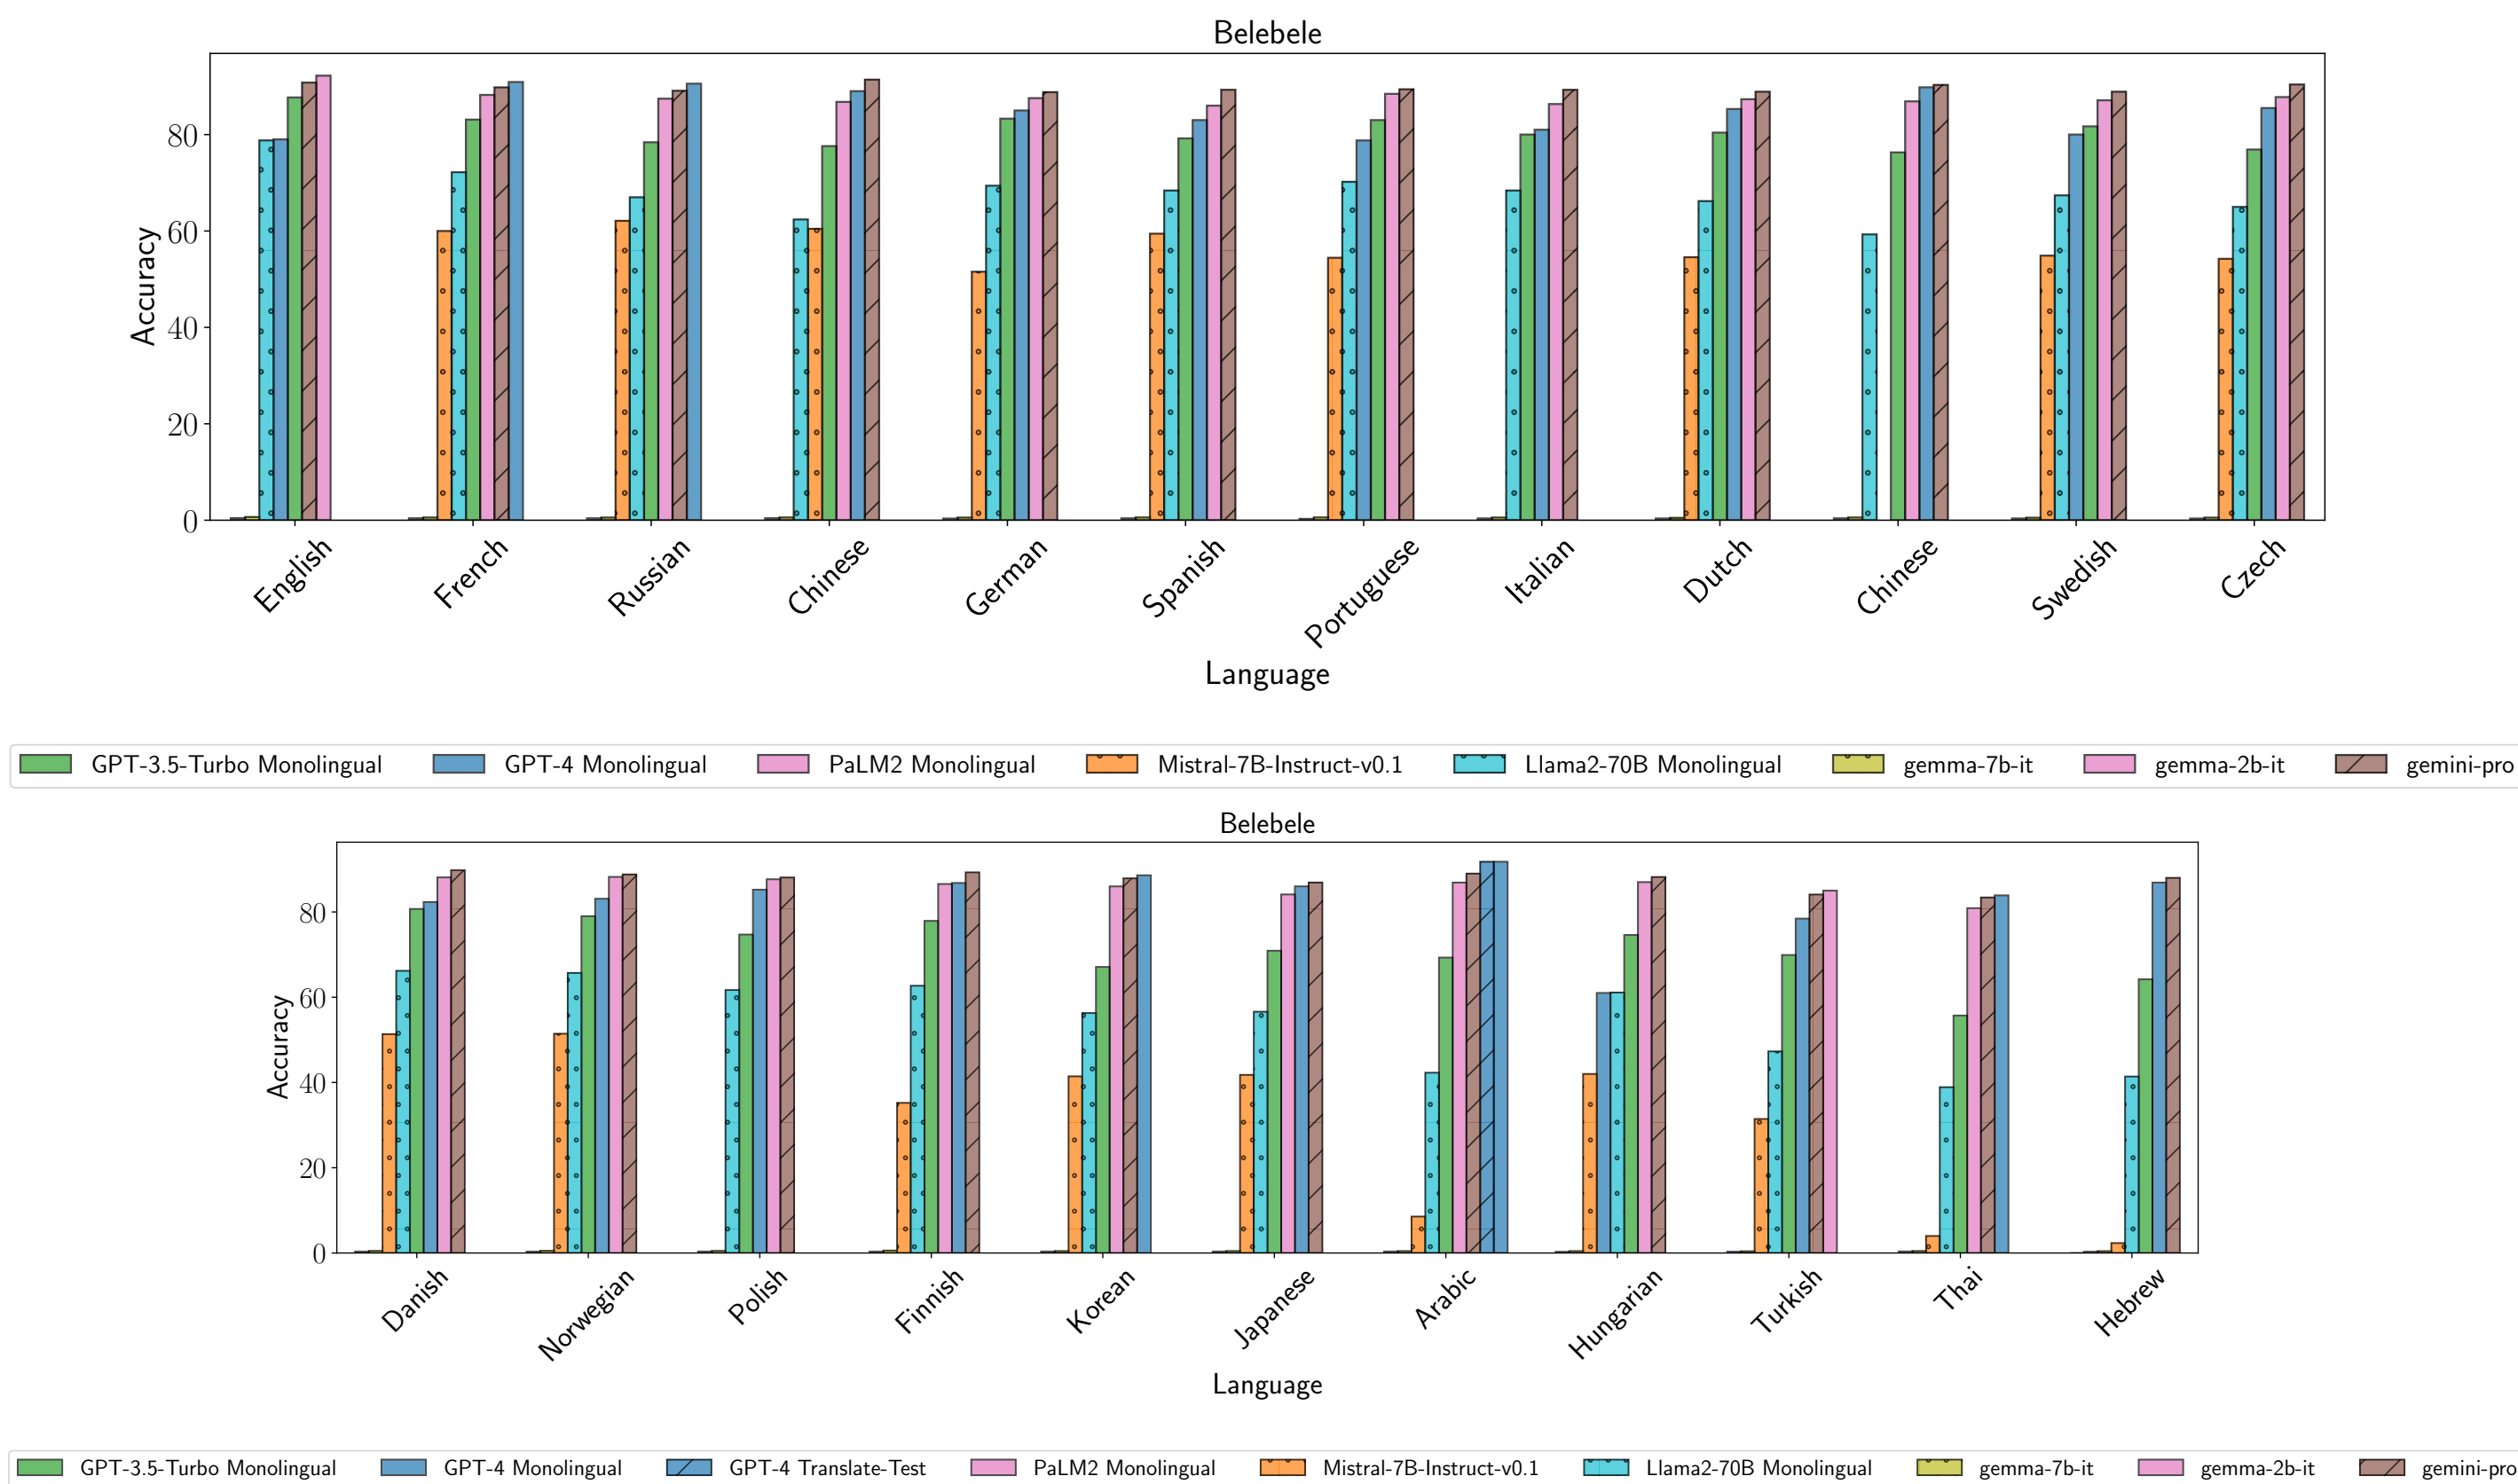 Belebele
Accuracy
80
60
40
20
0
English French Russian Chinese German Spanish Portuguese Italian Dutch Chinese Swedish Czech
Language
GPT-3.5-Turbo Monolingual GPT-4 Monolingual PaLM2 Monolingual Mistral-7B-Instruct-v0.1 Llama2-70B Monolingual gemma-7b-it gemma-2b-it gemini-pro
Belebele
Accuracy
80
60
40
20
0
Danish Norwegian Polish Finnish Korean Japanese Arabic Hungarian Turkish Thai Hebrew
Language
GPT-3.5-Turbo Monolingual GPT-4 Monolingual GPT-4 Translate-Test PaLM2 Monolingual Mistral-7B-Instruct-v0.1 Llama2-70B Monolingual gemma-7b-it gemma-2b-it gemini-pro